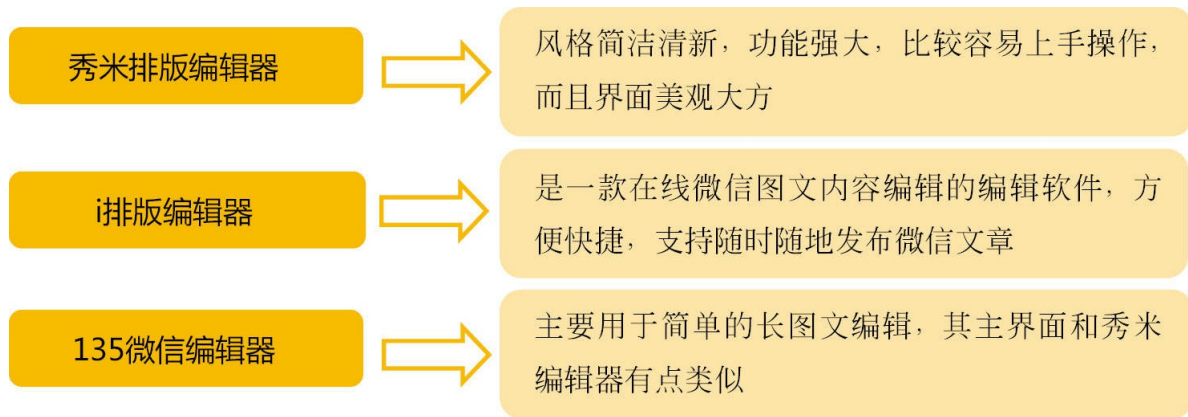 秀米排版编辑器
风格简洁清新，功能强大，比较容易上手操作，
而且界面美观大方
i排版编辑器
是一款在线微信图文内容编辑的编辑软件，方
便快捷，支持随时随地发布微信文章
135微信编辑器
主要用于简单的长图文编辑，其主界面和秀米
编辑器有点类似